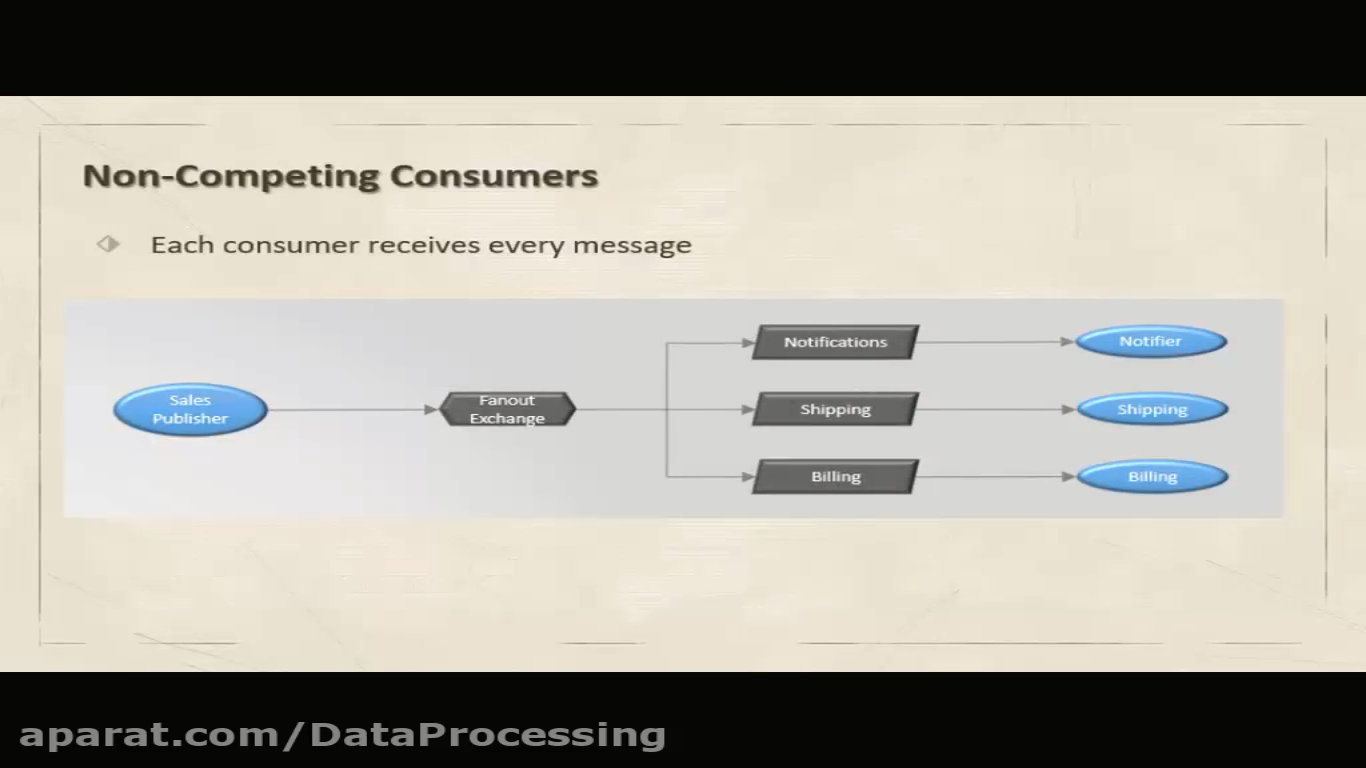 Non-Competing Consumers
Each consumer receives every message
Notifications
Notifier
Sales
Publisher
Fanout
Exchange
Shipping
Shipping
Billing
Billing
aparat.com/DataProcessing